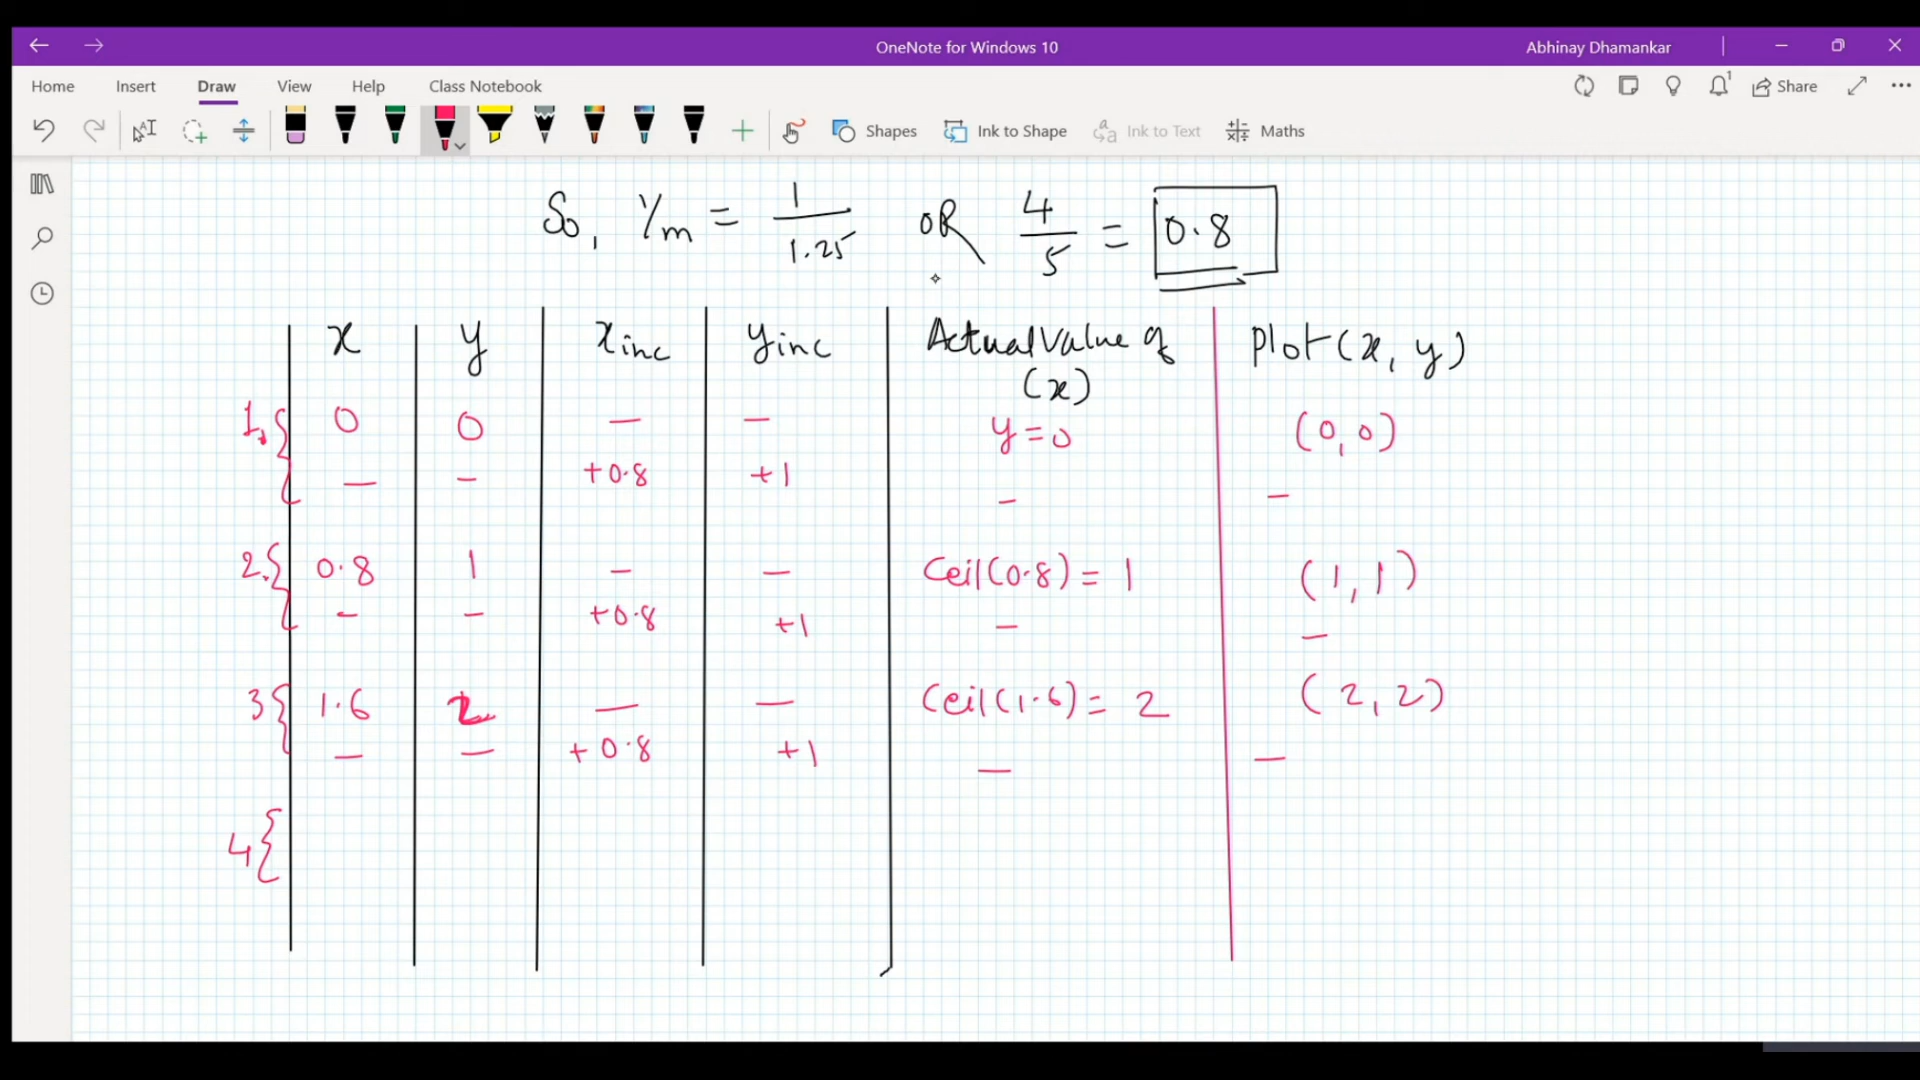 OneNote for Windows 10
Abhinay Dhamankar
Home Insert Draw View Help Class Notebook
1 Share
Shapes Ink to Shape Ink to Text Maths
So, 1/m = 1/1.25 OR 4/5 = 0.8
x y xinc yinc Actual Value of (x) Plot(x, y)
1. 0 0 — — y = 0 (0,0)
— – +0.8 +1 – –
2. 0.8 1 – – Ceil(0.8) = 1 (1,1)
– – +0.8 +1 – –
3 1.6 2 — — Ceil(1.6) = 2 (2,2)
– – +0.8 +1 – –
4